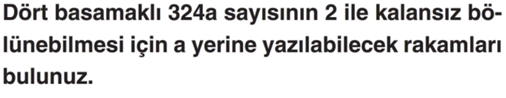 Dört basamaklı 324a sayısının 2 ile kalansız bö-
lünebilmesi için a yerine yazılabilecek rakamları
bulunuz.